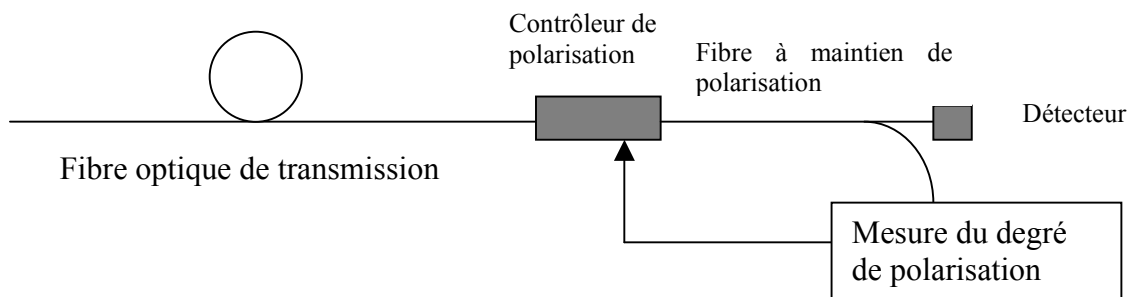 Contrôleur de
polarisation
Fibre à maintien de
polarisation
Détecteur
Fibre optique de transmission
Mesure du degré
de polarisation